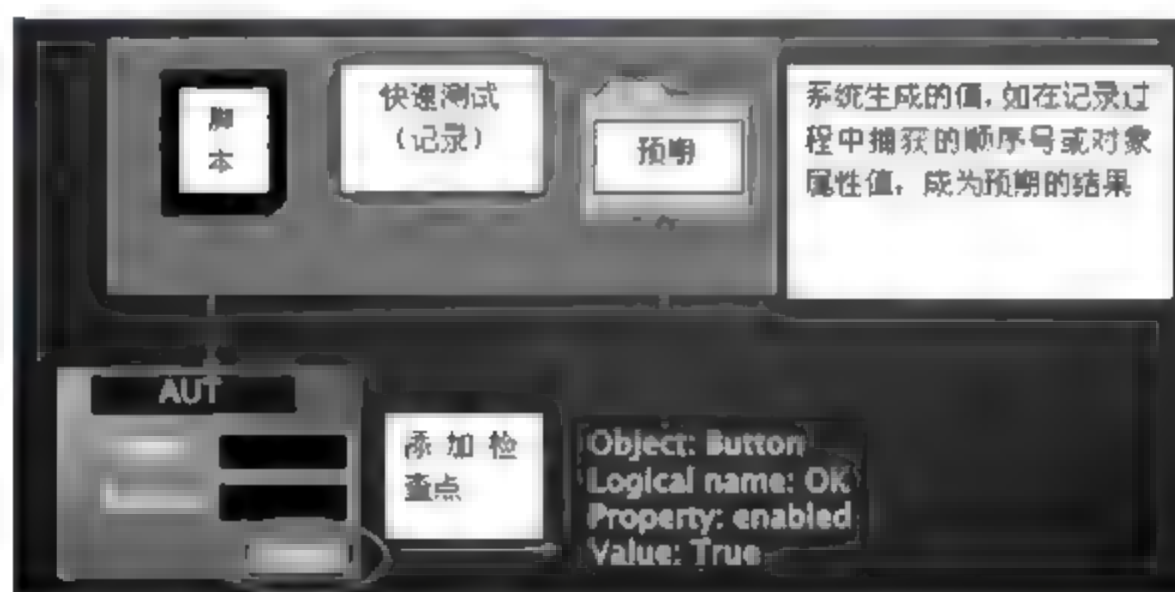 脚
本
快速测试
（记录）
预期
系统生成的值，如在记录过
程中捕获的顺序号或对象
属性值，成为预期的结果
AUT
添加检
查点
Object: Button
Logical name: OK
Property: enabled
Value: True